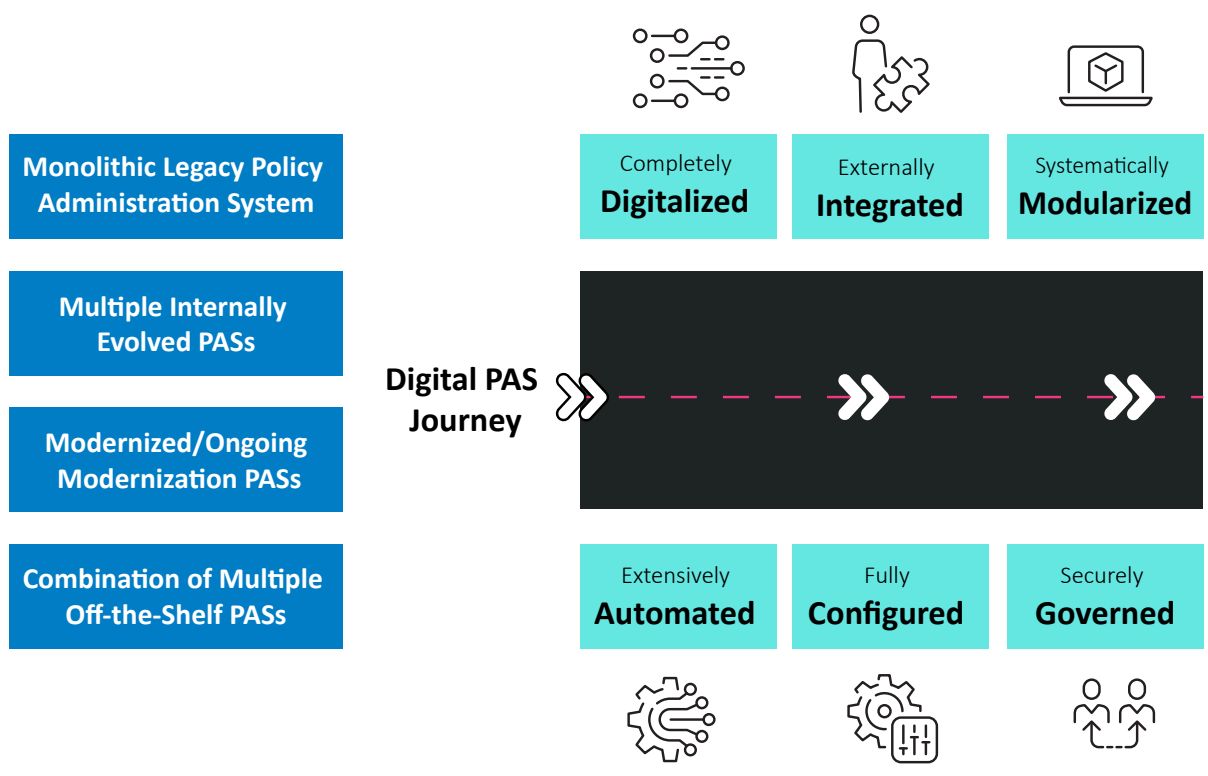 Monolithic Legacy Policy
Administration System
Multiple Internally
Evolved PASs
Modernized/Ongoing
Modernization PASs
Combination of Multiple
Off-the-Shelf PASs
Digital PAS
Journey
Completely
Digitalized
Externally
Integrated
Systematically
Modularized
Extensively
Automated
Fully
Configured
Securely
Governed